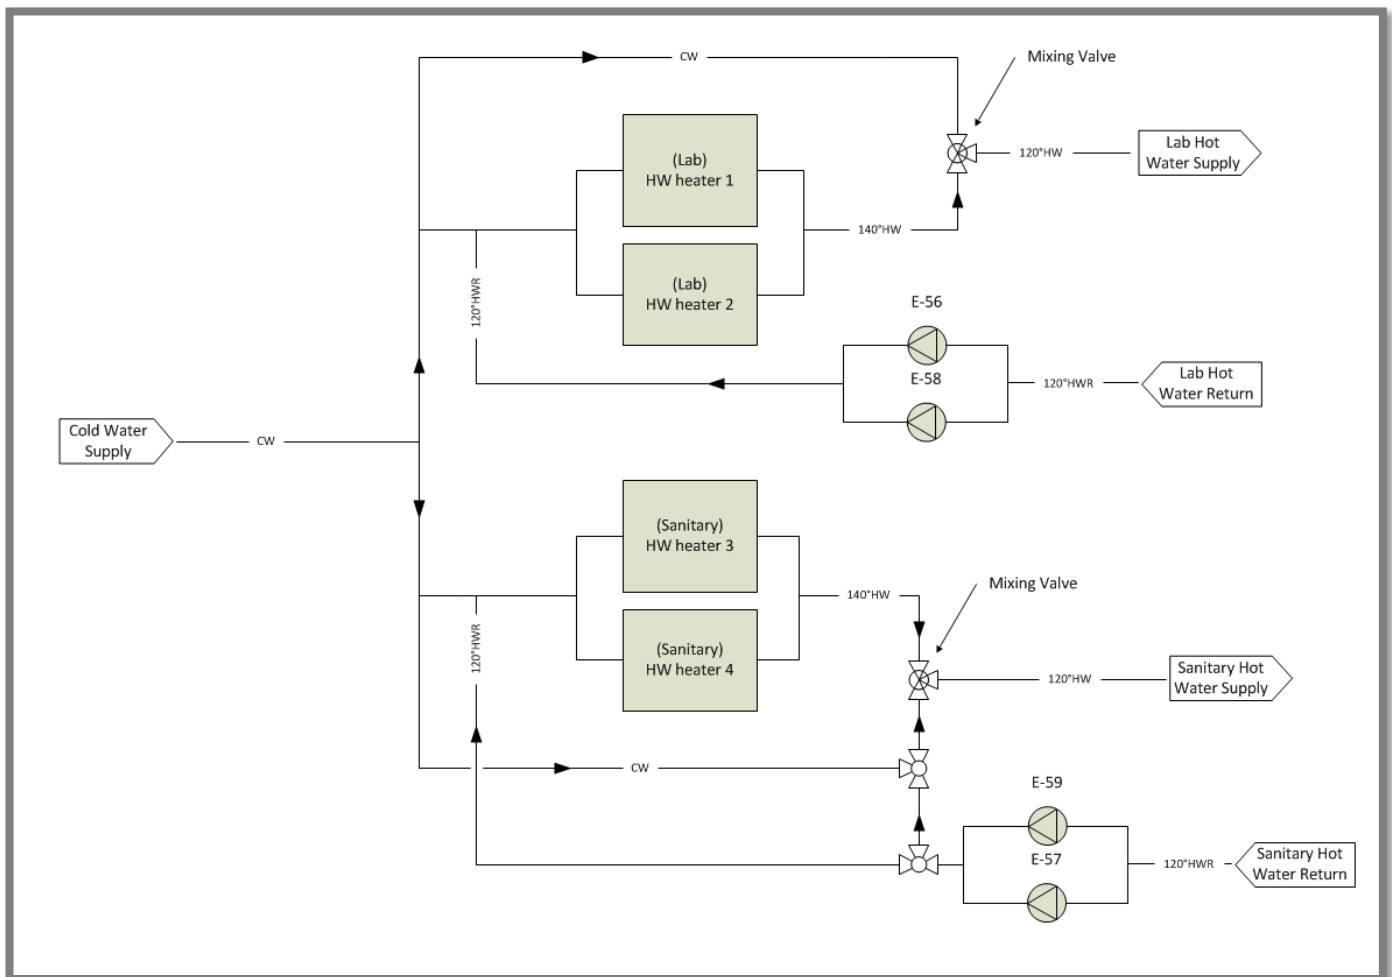 CW
Mixing Valve
(Lab)
HW heater 1
120°HW
Lab Hot
Water Supply
140°HW
(Lab)
HW heater 2
120°HWR
E-56
E-58
120°HWR
Lab Hot
Water Return
Cold Water
Supply
CW
(Sanitary)
HW heater 3
140°HW
Mixing Valve
120°HWR
(Sanitary)
HW heater 4
120°HW
Sanitary Hot
Water Supply
CW
E-59
E-57
120°HWR
Sanitary Hot
Water Return